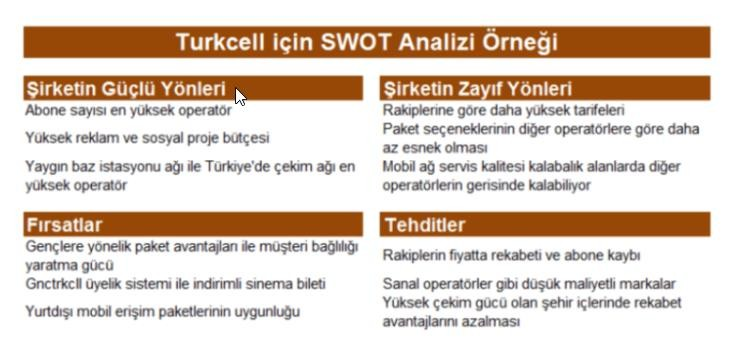 Turkcell için SWOT Analizi Örneği
Şirketin Güçlü Yönleri
Abone sayısı en yüksek operatör
Yüksek reklam ve sosyal proje bütçesi
Yaygın baz istasyonu ağı ile Türkiye'de çekim ağı en
yüksek operatör
Şirketin Zayıf Yönleri
Rakiplerine göre daha yüksek tarifeleri
Paket seçeneklerinin diğer operatörlere göre daha
az esnek olması
Mobil ağ servis kalitesi kalabalık alanlarda diğer
operatörlerin gerisinde kalabiliyor
Fırsatlar
Gençlere yönelik paket avantajları ile müşteri bağlılığı
yaratma gücü
Gnctrkcll üyelik sistemi ile indirimli sinema bileti
Yurtdışı mobil erişim paketlerinin uygunluğu
Tehditler
Rakiplerin fiyatta rekabeti ve abone kaybı
Sanal operatörler gibi düşük maliyetli markalar
Yüksek çekim gücü olan şehir içlerinde rekabet
avantajlarını azalması